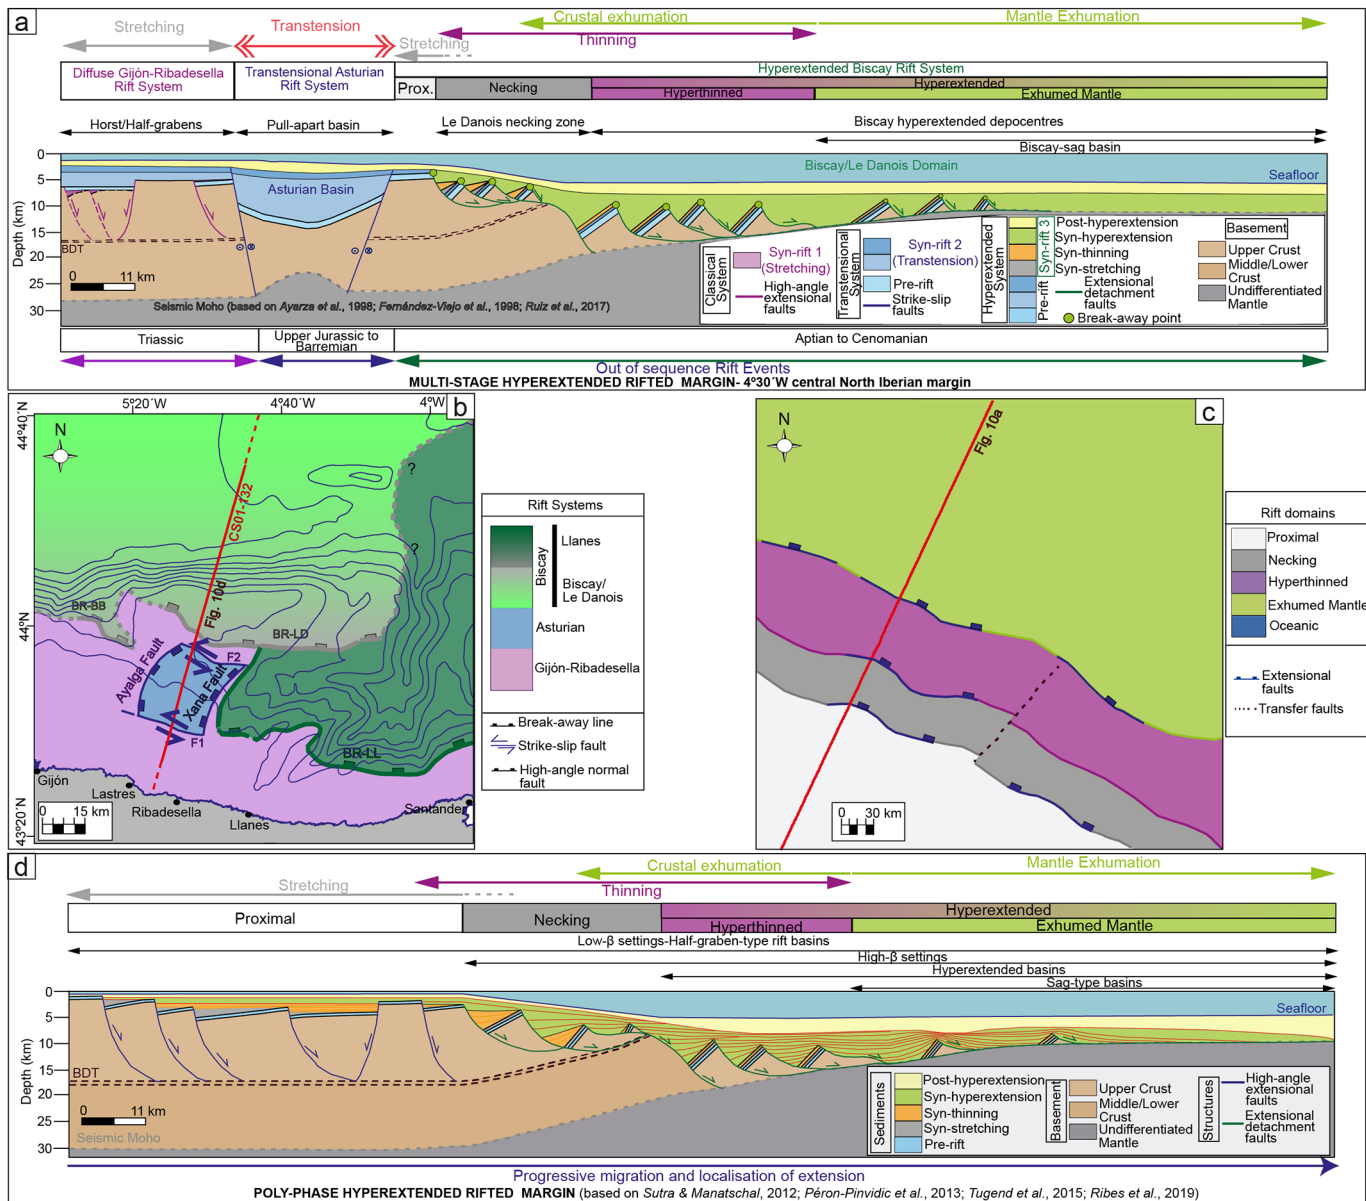 a
Crustal exhumation
Mantle Exhumation
Stretching
Transtension
Stretching
Thinning
Diffuse Gijón-Ribadesella
Rift System
Transtensional Asturian
Rift System
Hyperextended Biscay Rift System
Prox.
Necking
Hyperextended
Hyperthinned
Exhumed Mantle
Horst/Half-grabens
Pull-apart basin
Le Danois necking zone
Biscay hyperextended depocentres
Biscay-sag basin
Depth (km)
0
5
10
15
20
25
30
Asturian Basin
Biscay/Le Danois Domain
Seafloor
BDT
0 11 km
Seismic Moho (based on Ayarza et al., 1998; Fernández-Viejo et al., 1998; Ruiz et al., 2017)
Classical
System
Syn-rift 1
(Stretching)
High-angle
extensional
faults
Transtensional
System
Syn-rift 2
(Transtension)
Pre-rift
Strike-slip
faults
Hyperextended
System
Pre-rift
Syn-rift 3
Post-hyperextension
Syn-hyperextension
Syn-thinning
Syn-stretching
Extensional
detachment
faults
Break-away point
Basement
Upper Crust
Middle/Lower
Crust
Undifferentiated
Mantle
Triassic
Upper Jurassic to
Barremian
Aptian to Cenomanian
Out of sequence Rift Events
MULTI-STAGE HYPEREXTENDED RIFTED MARGIN- 4º30´W central North Iberian margin
b
5º20´W
4º40´W
4ºW
44º40´N
44ºN
43º20´N
N
CS01-132
Fig. 10d
?
?
BR-BB
BR-LD
BR-LL
Ayalga Fault
Xana Fault
F2
F1
Gijón
Lastres
Ribadesella
Llanes
Santander
0 15 km
Rift Systems
Biscay
Llanes
Biscay/
Le Danois
Asturian
Gijón-Ribadesella
Break-away line
Strike-slip fault
High-angle normal
fault
c
N
Fig. 10a
0 30 km
Rift domains
Proximal
Necking
Hyperthinned
Exhumed Mantle
Oceanic
Extensional
faults
Transfer faults
d
Crustal exhumation
Mantle Exhumation
Stretching
Thinning
Proximal
Necking
Hyperextended
Hyperthinned
Exhumed Mantle
Low-β settings-Half-graben-type rift basins
High-β settings
Hyperextended basins
Sag-type basins
Depth (km)
0
5
10
15
20
25
30
Seafloor
BDT
0 11 km
Seismic Moho
Sediments
Post-hyperextension
Syn-hyperextension
Syn-thinning
Syn-stretching
Pre-rift
Basement
Upper Crust
Middle/Lower
Crust
Undifferentiated
Mantle
Structures
High-angle
extensional
faults
Extensional
detachment
faults
Progressive migration and localisation of extension
POLY-PHASE HYPEREXTENDED RIFTED MARGIN (based on Sutra & Manatschal, 2012; Péron-Pinvidic et al., 2013; Tugend et al., 2015; Ribes et al., 2019)